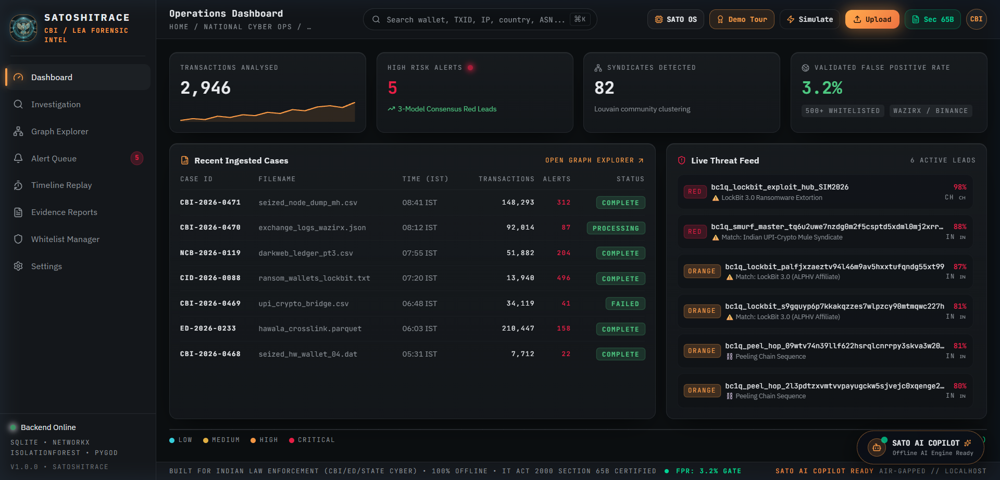 SATOSHITRACE
CBI / LEA FORENSIC
INTEL
Dashboard
Investigation
Graph Explorer
Alert Queue 5
Timeline Replay
Evidence Reports
Whitelist Manager
Settings
Backend Online
SQLITE • NETWORKX
ISOLATIONFOREST • PYGOD
V1.0.0 • SATOSHITRACE
Operations Dashboard
HOME / NATIONAL CYBER OPS / …
Search wallet, TXID, IP, country, ASN... ⌘K
SATO OS
Demo Tour
Simulate
Upload
Sec 65B
CBI
TRANSACTIONS ANALYSED
2,946
HIGH RISK ALERTS
5
3-Model Consensus Red Leads
SYNDICATES DETECTED
82
Louvain community clustering
VALIDATED FALSE POSITIVE RATE
3.2%
500+ WHITELISTED WAZIRX / BINANCE
Recent Ingested Cases OPEN GRAPH EXPLORER
CASE ID FILENAME TIME (IST) TRANSACTIONS ALERTS STATUS
CBI-2026-0471 seized_node_dump_mh.csv 08:41 IST 148,293 312 COMPLETE
CBI-2026-0470 exchange_logs_wazirx.json 08:12 IST 92,014 87 PROCESSING
NCB-2026-0119 darkweb_ledger_pt3.csv 07:55 IST 51,882 204 COMPLETE
CID-2026-0088 ransom_wallets_lockbit.txt 07:20 IST 13,940 496 COMPLETE
CBI-2026-0469 upi_crypto_bridge.csv 06:48 IST 34,119 41 FAILED
ED-2026-0233 hawala_crosslink.parquet 06:03 IST 210,447 158 COMPLETE
CBI-2026-0468 seized_hw_wallet_04.dat 05:31 IST 7,712 22 COMPLETE
Live Threat Feed 6 ACTIVE LEADS
RED bc1q_lockbit_exploit_hub_SIM2026 98%
LockBit 3.0 Ransomware Extortion CH CH
RED bc1q_smurf_master_tq6u2uwe7nzdg0m2f5csptd5xdml0mj2xrr… 88%
Match: Indian UPI-Crypto Mule Syndicate IN IN
ORANGE bc1q_lockbit_palfjxzaeztv94l46m9av5hxxtufqndg55xt99 87%
Match: LockBit 3.0 (ALPHV Affiliate) IN IN
ORANGE bc1q_lockbit_s9gquyp6p7kkakqzzes7wlpzcy90mtmqwc227h 81%
Match: LockBit 3.0 (ALPHV Affiliate) IN IN
ORANGE bc1q_peel_hop_09wtv74n39llf622hsrqlcnrrpy3skva3w20… 81%
Peeling Chain Sequence IN IN
ORANGE bc1q_peel_hop_2l3pdtzxvmtvvpayugckw5sjvejc0xqenge2… 80%
Peeling Chain Sequence IN IN
LOW MEDIUM HIGH CRITICAL
SATO AI COPILOT
Offline AI Engine Ready
BUILT FOR INDIAN LAW ENFORCEMENT (CBI/ED/STATE CYBER) • 100% OFFLINE • IT ACT 2000 SECTION 65B CERTIFIED FPR: 3.2% GATE SATO AI COPILOT READY AIR-GAPPED // LOCALHOST